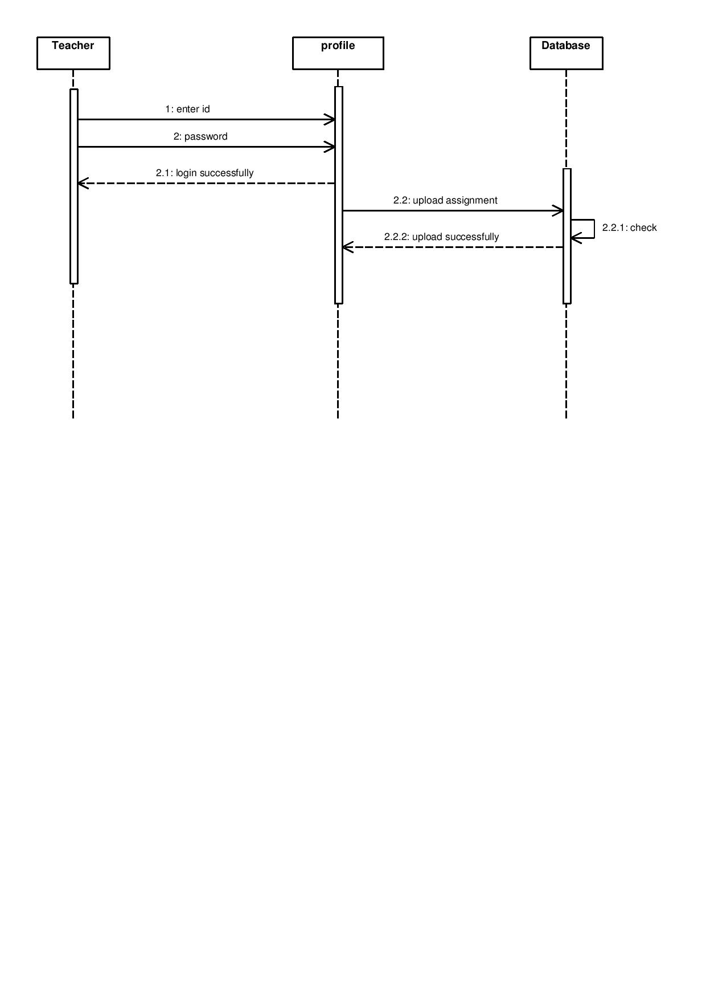 Teacher
profile
Database
1: enter id
2: password
2.1: login successfully
2.2: upload assignment
2.2.1: check
2.2.2: upload successfully